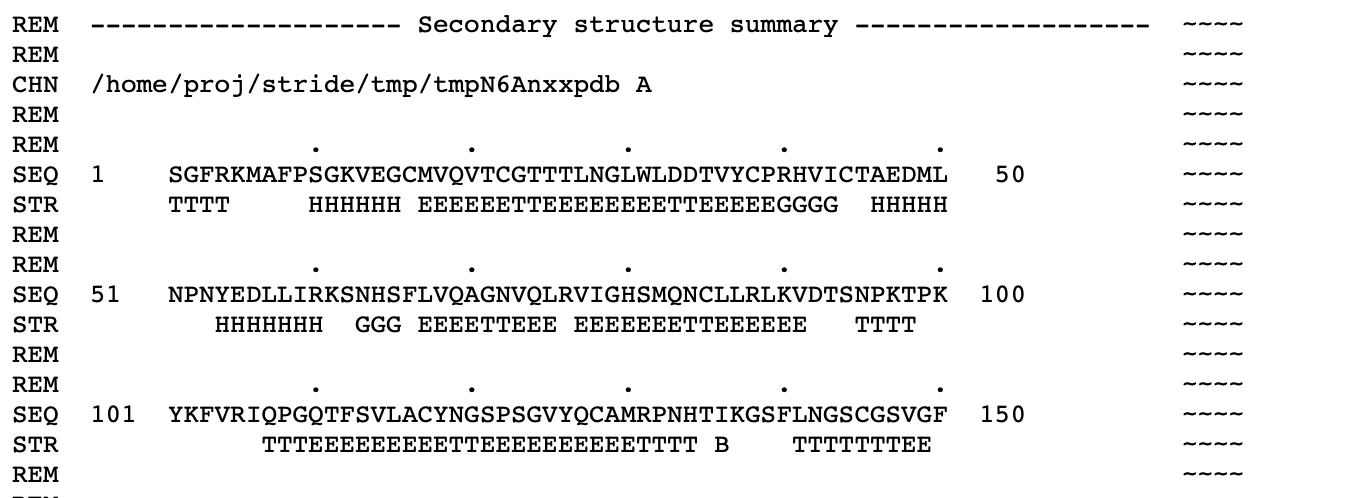 REM  -------------------- Secondary structure summary -------------------  ~~~~
REM                                                                        ~~~~
CHN  /home/proj/stride/tmp/tmpN6Anxxpdb A                                  ~~~~
REM                                                                        ~~~~
REM                .         .         .         .         .               ~~~~
SEQ  1    SGFRKMAFPSGKVEGCMVQVTCGTTTLNGLWLDDTVYCPRHVICTAEDML   50          ~~~~
STR       TTTT     HHHHHH EEEEEETTEEEEEEEETTEEEEEGGGG  HHHHH               ~~~~
REM                                                                        ~~~~
REM                .         .         .         .         .               ~~~~
SEQ  51   NPNYEDLLIRKSNHSFLVQAGNVQLRVIGHSMQNCLLRLKVDTSNPKTPK  100          ~~~~
STR          HHHHHHH  GGG EEEETTEEE EEEEEEETTEEEEEE   TTTT                 ~~~~
REM                                                                        ~~~~
REM                .         .         .         .         .               ~~~~
SEQ  101  YKFVRIQPGQTFSVLACYNGSPSGVYQCAMRPNHTIKGSFLNGSCGSVGF  150          ~~~~
STR             TTTEEEEEEEEETTEEEEEEEEEETTTT B    TTTTTTTEE                ~~~~
REM                                                                        ~~~~